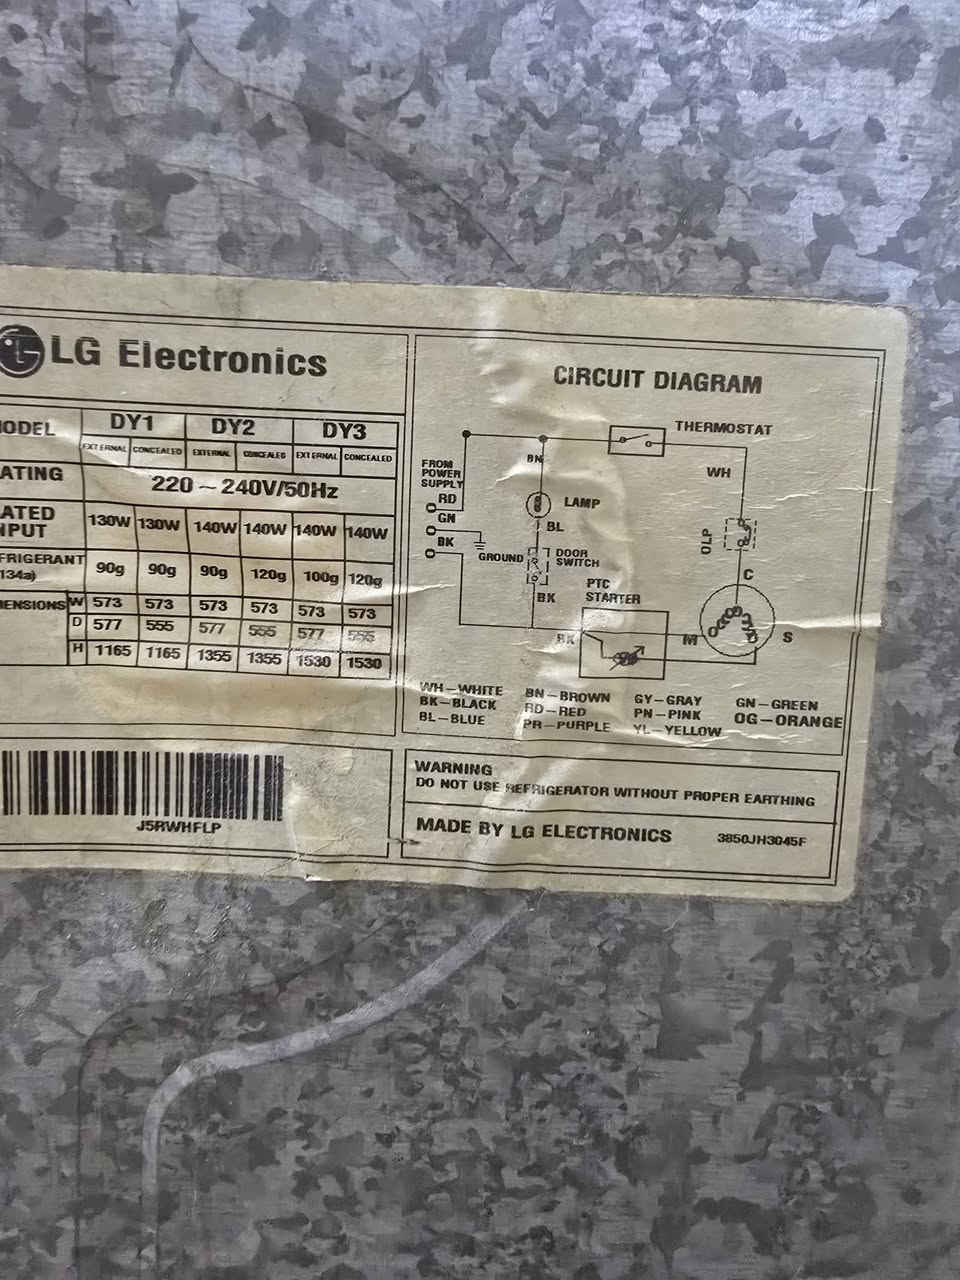 LG Electronics
MODEL DY1 DY2 DY3
EXTERNAL CONCEALED EXTERNAL CONCEALED EXTERNAL CONCEALED
ATING 220 ~ 240V/50Hz
ATED INPUT 130W 130W 140W 140W 140W 140W
FRIGERANT
134a) 90g 90g 90g 120g 100g 120g
ENSIONS W 573 573 573 573 573 573
D 577 555 577 555 577 555
H 1165 1165 1355 1355 1530 1530
J5RWHFLP
CIRCUIT DIAGRAM
THERMOSTAT
FROM
POWER
SUPPLY
RD
GN
BK
BN
WH
LAMP
BL
OLP
GROUND
DOOR
SWITCH
C
BK
PTC
STARTER
BK
M
S
WH–WHITE BN–BROWN GY–GRAY GN–GREEN
BK–BLACK RD–RED PN–PINK OG–ORANGE
BL–BLUE PR–PURPLE YL–YELLOW
WARNING
DO NOT USE REFRIGERATOR WITHOUT PROPER EARTHING
MADE BY LG ELECTRONICS 3850JH3045F